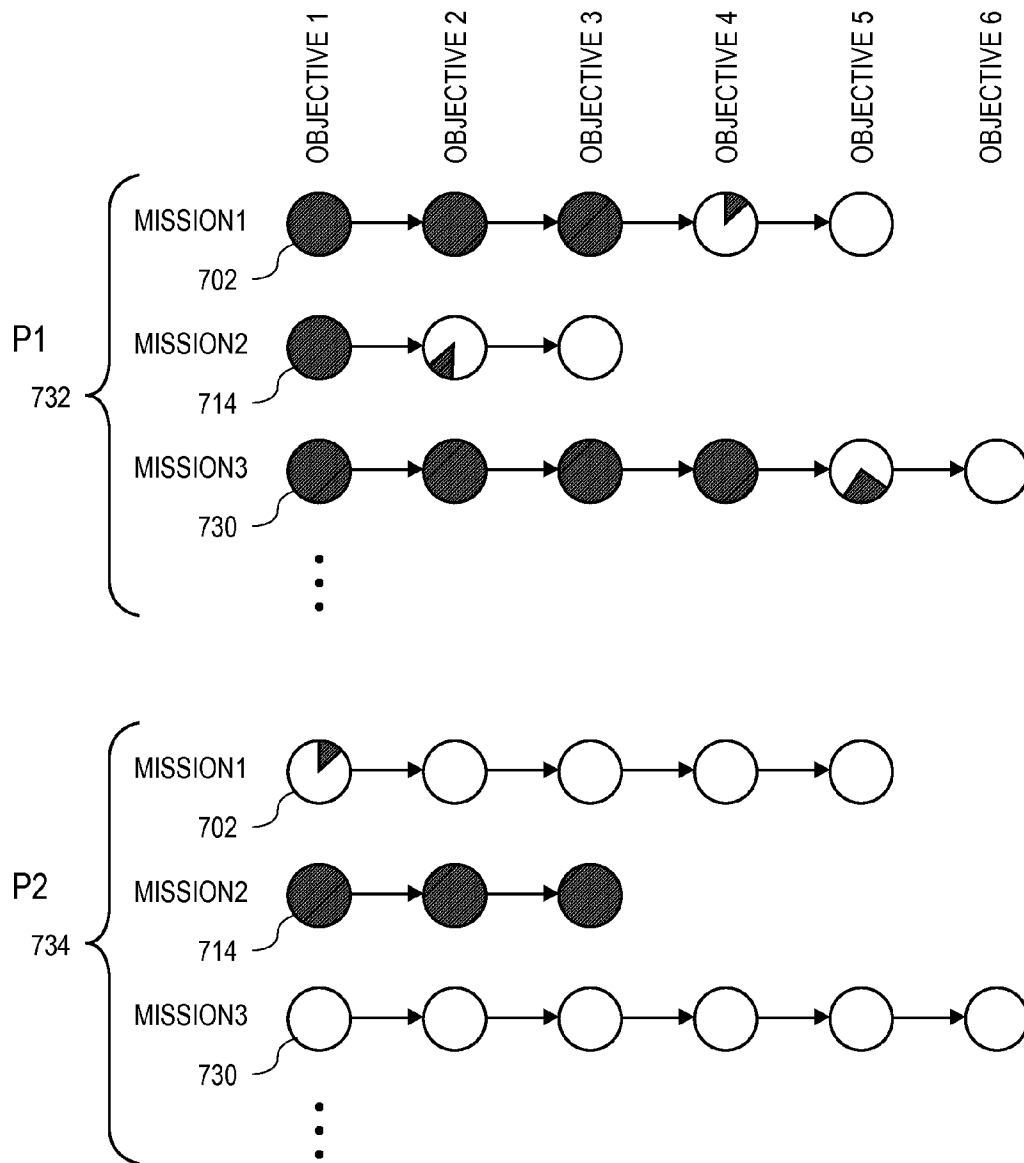 OBJECTIVE 1
OBJECTIVE 2
OBJECTIVE 3
OBJECTIVE 4
OBJECTIVE 5
OBJECTIVE 6
P1
732
MISSION1
702
MISSION2
714
MISSION3
730
P2
734
MISSION1
702
MISSION2
714
MISSION3
730